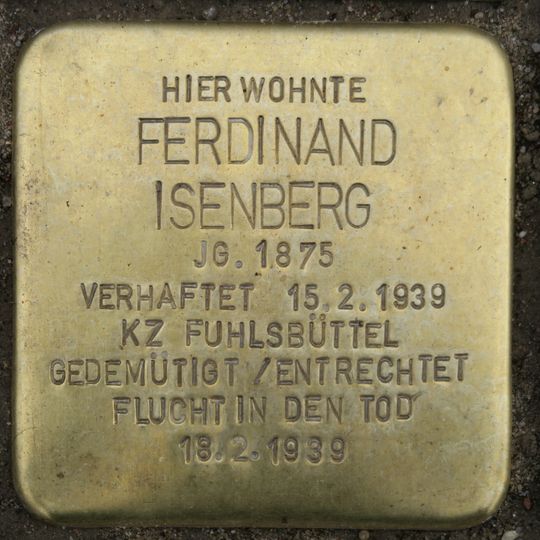 HIER WOHNTE
FERDINAND
ISENBERG
JG. 1875
VERHAFTET 15.2.1939
KZ FUHLSBÜTTEL
GEDEMÜTIGT / ENTRECHTET
FLUCHT IN DEN TOD
18.2.1939